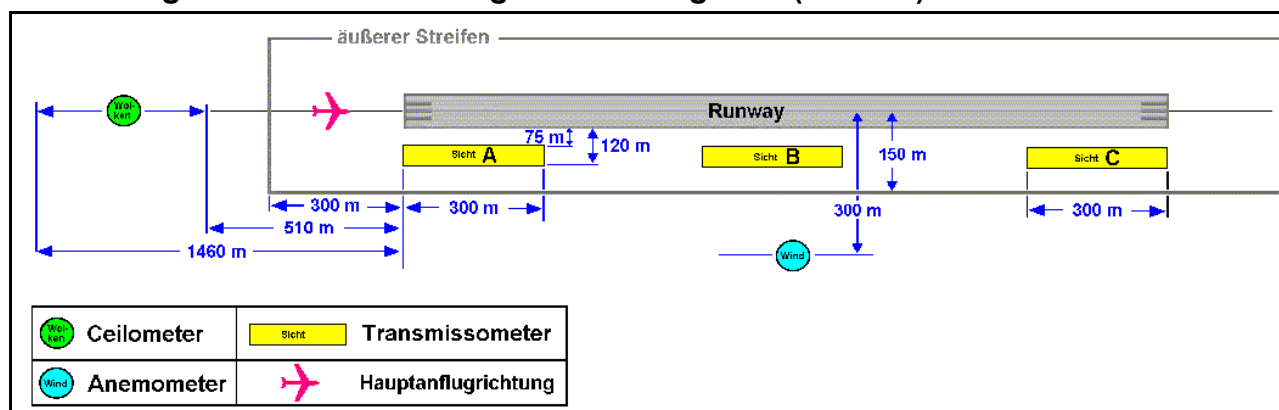 äußerer Streifen
Wol-
ken
Runway
75 m
120 m
150 m
Sicht A
Sicht B
Sicht C
300 m
300 m
300 m
300 m
510 m
1460 m
Wind
Wol-
ken
Ceilometer
Sicht
Transmissometer
Wind
Anemometer
Hauptanflugrichtung